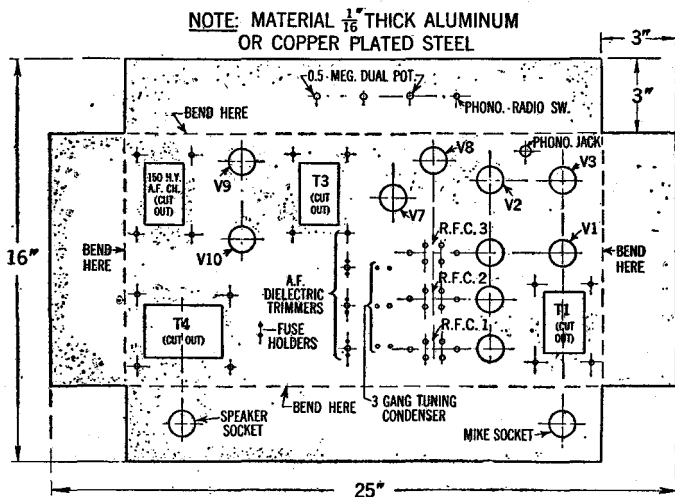 NOTE: MATERIAL 1/16" THICK ALUMINUM
OR COPPER PLATED STEEL
3"
0.5 MEG. DUAL POT.
PHONO.-RADIO SW.
3"
BEND HERE
PHONO. JACK
150 H.Y.
A.F. CH.
(CUT
OUT)
V9
T3
(CUT
OUT)
V8
V7
V2
V3
16"
BEND
HERE
V10
R.F.C. 3
V1
BEND
HERE
A.F.
DIELECTRIC
TRIMMERS
R.F.C. 2
T4
(CUT OUT)
FUSE
HOLDERS
R.F.C. 1
T1
(CUT
OUT)
BEND HERE
3 GANG TUNING
CONDENSER
SPEAKER
SOCKET
MIKE SOCKET
25"